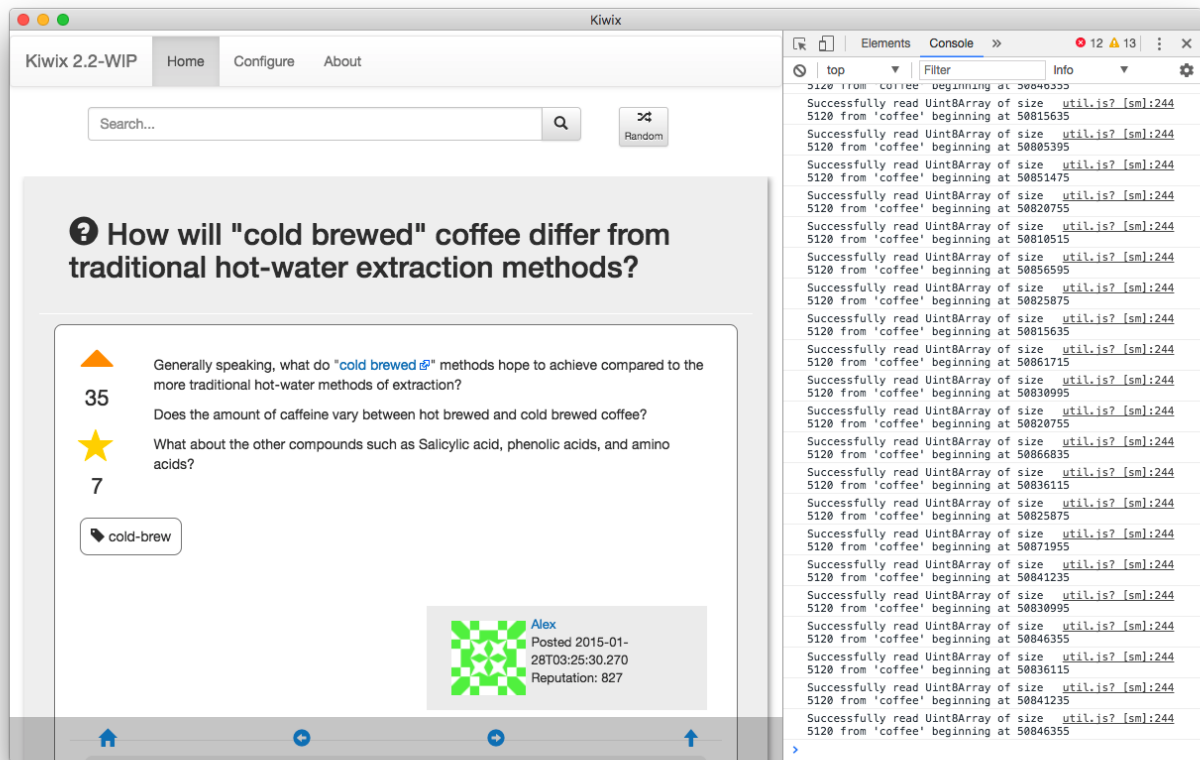 Kiwix
Kiwix 2.2-WIP
Home
Configure
About
Search...
Random
How will "cold brewed" coffee differ from
traditional hot-water extraction methods?
35
Generally speaking, what do "cold brewed" methods hope to achieve compared to the
more traditional hot-water methods of extraction?
Does the amount of caffeine vary between hot brewed and cold brewed coffee?
What about the other compounds such as Salicylic acid, phenolic acids, and amino
acids?
7
cold-brew
Alex
Posted 2015-01-
28T03:25:30.270
Reputation: 827
Elements Console » 12 13
top Filter Info
5120 from 'coffee' beginning at 50846355
Successfully read Uint8Array of size util.js? [sm]:244
5120 from 'coffee' beginning at 50815635
Successfully read Uint8Array of size util.js? [sm]:244
5120 from 'coffee' beginning at 50805395
Successfully read Uint8Array of size util.js? [sm]:244
5120 from 'coffee' beginning at 50851475
Successfully read Uint8Array of size util.js? [sm]:244
5120 from 'coffee' beginning at 50820755
Successfully read Uint8Array of size util.js? [sm]:244
5120 from 'coffee' beginning at 50810515
Successfully read Uint8Array of size util.js? [sm]:244
5120 from 'coffee' beginning at 50856595
Successfully read Uint8Array of size util.js? [sm]:244
5120 from 'coffee' beginning at 50825875
Successfully read Uint8Array of size util.js? [sm]:244
5120 from 'coffee' beginning at 50815635
Successfully read Uint8Array of size util.js? [sm]:244
5120 from 'coffee' beginning at 50861715
Successfully read Uint8Array of size util.js? [sm]:244
5120 from 'coffee' beginning at 50830995
Successfully read Uint8Array of size util.js? [sm]:244
5120 from 'coffee' beginning at 50820755
Successfully read Uint8Array of size util.js? [sm]:244
5120 from 'coffee' beginning at 50866835
Successfully read Uint8Array of size util.js? [sm]:244
5120 from 'coffee' beginning at 50836115
Successfully read Uint8Array of size util.js? [sm]:244
5120 from 'coffee' beginning at 50825875
Successfully read Uint8Array of size util.js? [sm]:244
5120 from 'coffee' beginning at 50871955
Successfully read Uint8Array of size util.js? [sm]:244
5120 from 'coffee' beginning at 50841235
Successfully read Uint8Array of size util.js? [sm]:244
5120 from 'coffee' beginning at 50830995
Successfully read Uint8Array of size util.js? [sm]:244
5120 from 'coffee' beginning at 50846355
Successfully read Uint8Array of size util.js? [sm]:244
5120 from 'coffee' beginning at 50836115
Successfully read Uint8Array of size util.js? [sm]:244
5120 from 'coffee' beginning at 50841235
Successfully read Uint8Array of size util.js? [sm]:244
5120 from 'coffee' beginning at 50846355